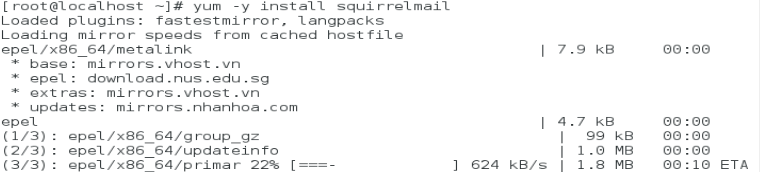 [root@localhost ~]# yum -y install squirrelmail
Loaded plugins: fastestmirror, langpacks
Loading mirror speeds from cached hostfile
epel/x86_64/metalink | 7.9 kB 00:00
* base: mirrors.vhost.vn
* epel: download.nus.edu.sg
* extras: mirrors.vhost.vn
* updates: mirrors.nhanhoa.com
epel | 4.7 kB 00:00
(1/3): epel/x86_64/group_gz | 99 kB 00:00
(2/3): epel/x86_64/updateinfo | 1.0 MB 00:00
(3/3): epel/x86_64/primar 22% [===- ] 624 kB/s | 1.8 MB 00:10 ETA